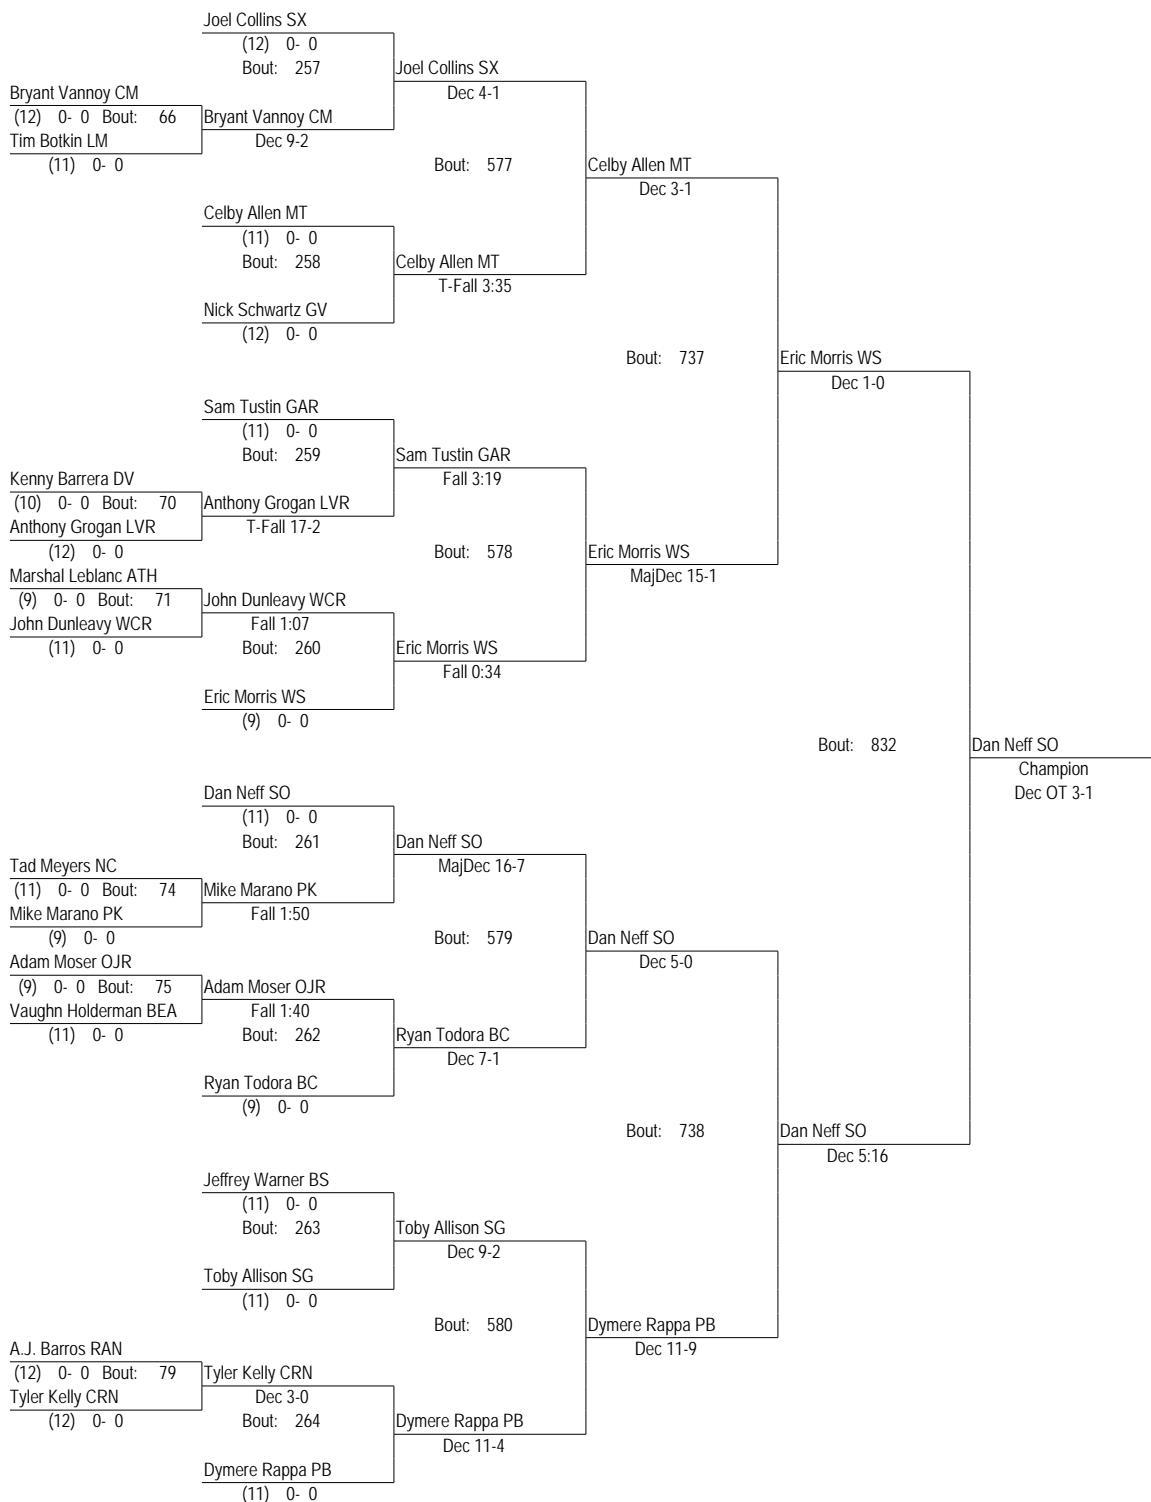 Joel Collins SX
(12) 0- 0
Bout: 257
Joel Collins SX
Dec 4-1
Bryant Vannoy CM
(12) 0- 0 Bout: 66
Bryant Vannoy CM
Tim Botkin LM
Dec 9-2
(11) 0- 0
Bout: 577
Celby Allen MT
Dec 3-1
Celby Allen MT
(11) 0- 0
Bout: 258
Celby Allen MT
T-Fall 3:35
Nick Schwartz GV
(12) 0- 0
Bout: 737
Eric Morris WS
Dec 1-0
Sam Tustin GAR
(11) 0- 0
Bout: 259
Sam Tustin GAR
Fall 3:19
Kenny Barrera DV
(10) 0- 0 Bout: 70
Anthony Grogan LVR
Anthony Grogan LVR
T-Fall 17-2
(12) 0- 0
Bout: 578
Eric Morris WS
MajDec 15-1
Marshal Leblanc ATH
(9) 0- 0 Bout: 71
John Dunleavy WCR
John Dunleavy WCR
Fall 1:07
(11) 0- 0
Bout: 260
Eric Morris WS
Fall 0:34
Eric Morris WS
(9) 0- 0
Bout: 832
Dan Neff SO
Champion
Dec OT 3-1
Dan Neff SO
(11) 0- 0
Bout: 261
Dan Neff SO
MajDec 16-7
Tad Meyers NC
(11) 0- 0 Bout: 74
Mike Marano PK
Mike Marano PK
Fall 1:50
(9) 0- 0
Bout: 579
Dan Neff SO
Dec 5-0
Adam Moser OJR
(9) 0- 0 Bout: 75
Adam Moser OJR
Vaughn Holderman BEA
Fall 1:40
(11) 0- 0
Bout: 262
Ryan Todora BC
Dec 7-1
Ryan Todora BC
(9) 0- 0
Bout: 738
Dan Neff SO
Dec 5:16
Jeffrey Warner BS
(11) 0- 0
Bout: 263
Toby Allison SG
Dec 9-2
Toby Allison SG
(11) 0- 0
Bout: 580
Dymere Rappa PB
Dec 11-9
A.J. Barros RAN
(12) 0- 0 Bout: 79
Tyler Kelly CRN
Tyler Kelly CRN
Dec 3-0
(12) 0- 0
Bout: 264
Dymere Rappa PB
Dec 11-4
Dymere Rappa PB
(11) 0- 0